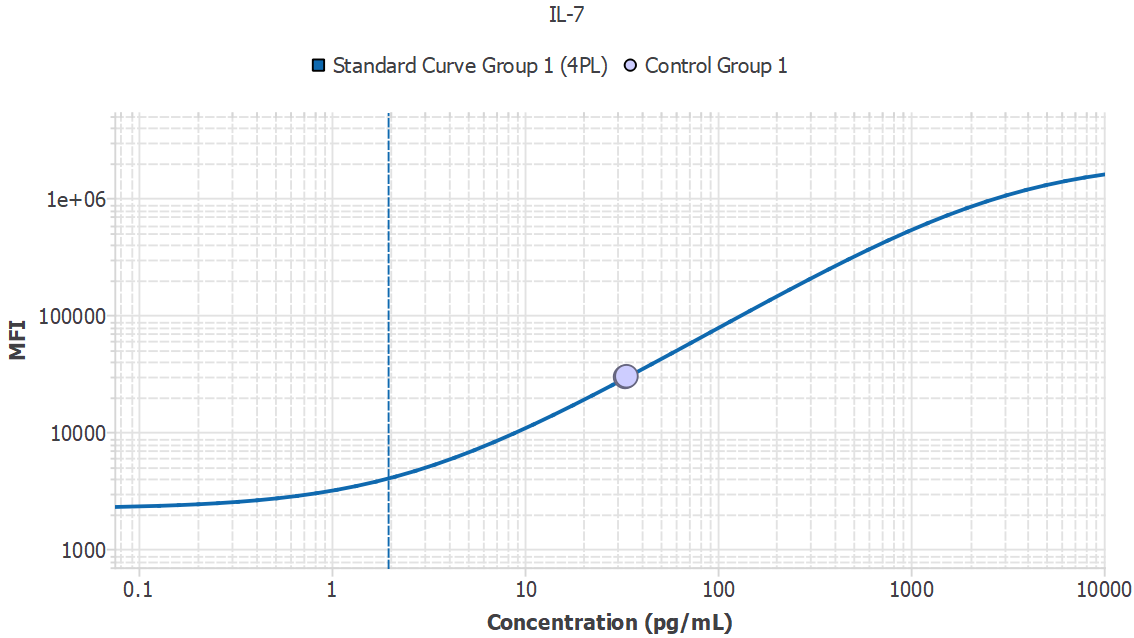 IL-7
Standard Curve Group 1 (4PL) Control Group 1
1e+06
100000
10000
1000
MFI
0.1 1 10 100 1000 10000
Concentration (pg/mL)